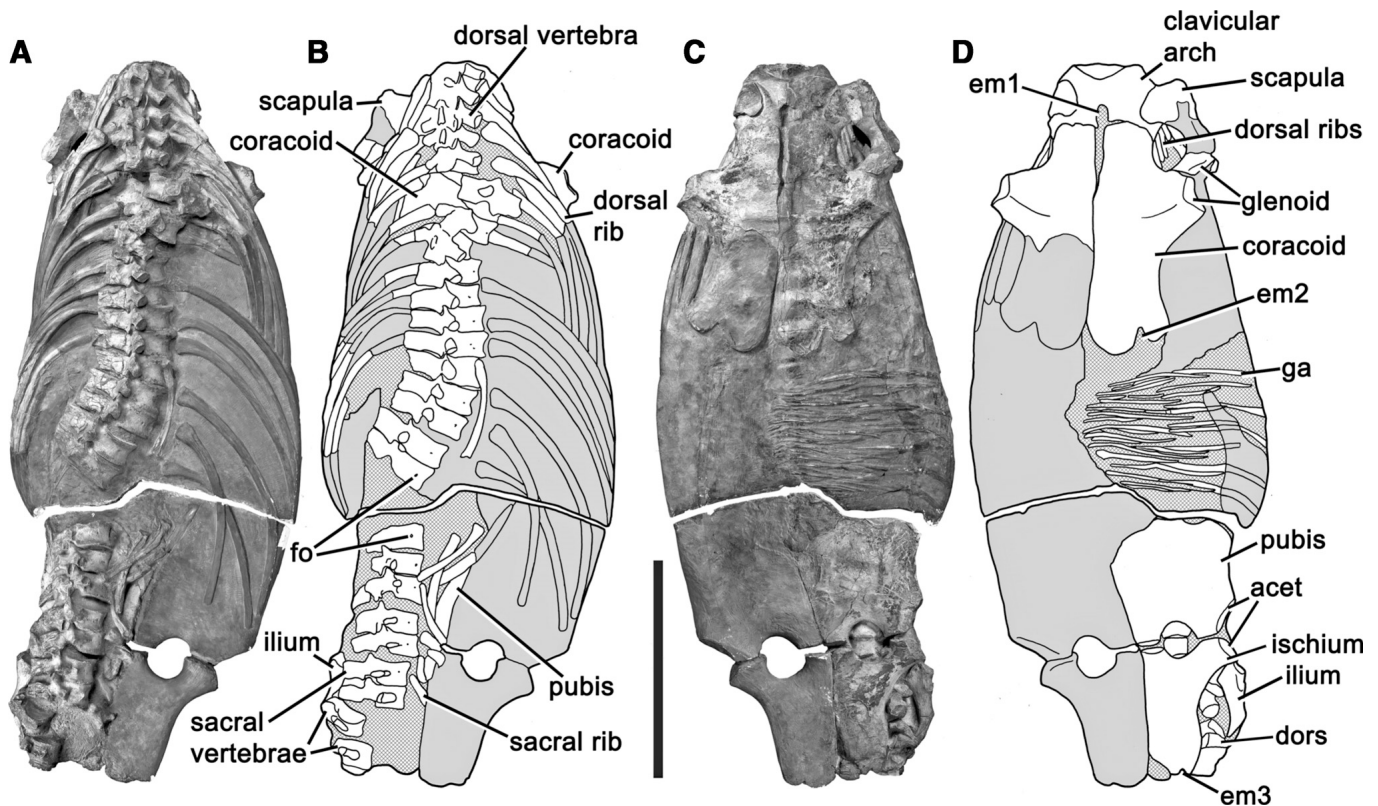 A
B
C
D
dorsal vertebra
scapula
coracoid
coracoid
dorsal
rib
fo
ilium
sacral
vertebrae
pubis
sacral rib
clavicular
arch
em1
scapula
dorsal ribs
glenoid
coracoid
em2
ga
pubis
acet
ischium
ilium
dors
em3